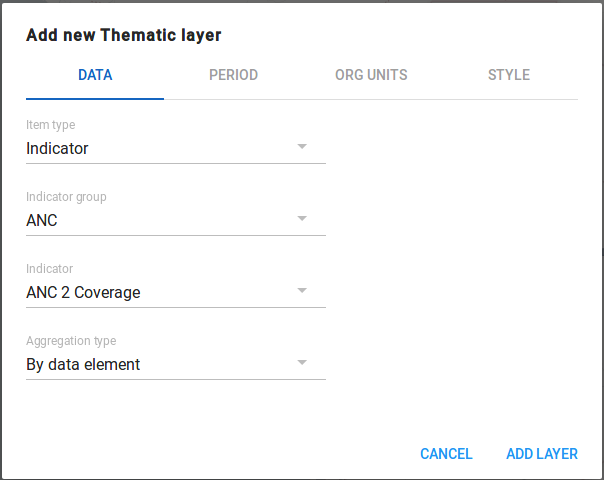 Add new Thematic layer
DATA PERIOD ORG UNITS STYLE
Item type
Indicator
Indicator group
ANC
Indicator
ANC 2 Coverage
Aggregation type
By data element
CANCEL ADD LAYER